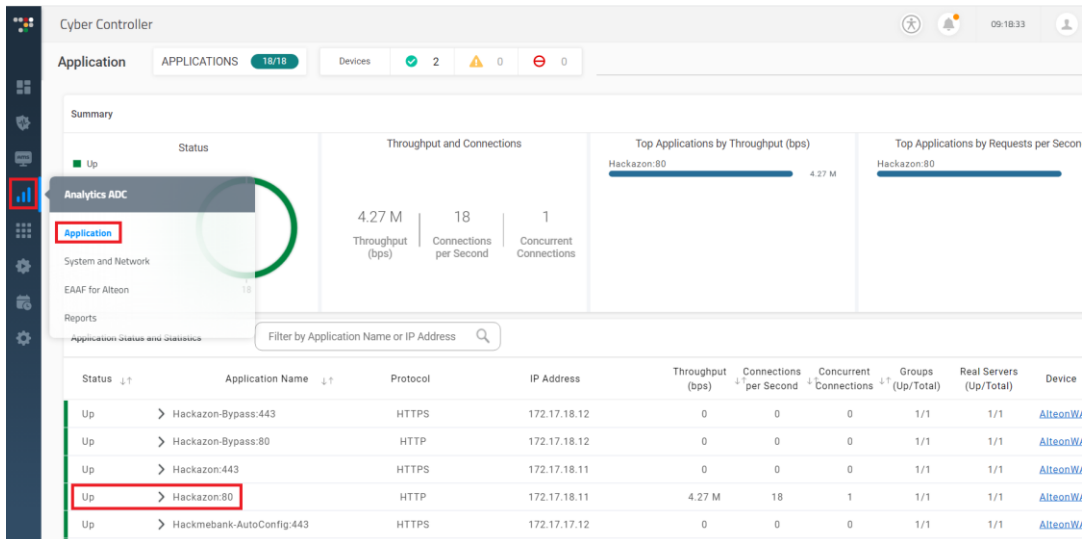 Cyber Controller
09:18:33
Application
APPLICATIONS 18/18
Devices 2 0 0
Summary
Status
Up
18
Throughput and Connections
4.27 M 18 1
Throughput (bps) Connections per Second Concurrent Connections
Top Applications by Throughput (bps)
Hackazon:80
4.27 M
Top Applications by Requests per Secon
Hackazon:80
Analytics ADC
Application
System and Network
EAAF for Alteon
Reports
Application Status and Statistics
Filter by Application Name or IP Address
Status Application Name Protocol IP Address Throughput (bps) Connections per Second Concurrent Connections Groups (Up/Total) Real Servers (Up/Total) Device
Up Hackazon-Bypass:443 HTTPS 172.17.18.12 0 0 0 1/1 1/1 AlteonWA
Up Hackazon-Bypass:80 HTTP 172.17.18.12 0 0 0 1/1 1/1 AlteonWA
Up Hackazon:443 HTTPS 172.17.18.11 0 0 0 1/1 1/1 AlteonWA
Up Hackazon:80 HTTP 172.17.18.11 4.27 M 18 1 1/1 1/1 AlteonWA
Up Hackmebank-AutoConfig:443 HTTPS 172.17.17.12 0 0 0 1/1 1/1 AlteonWA